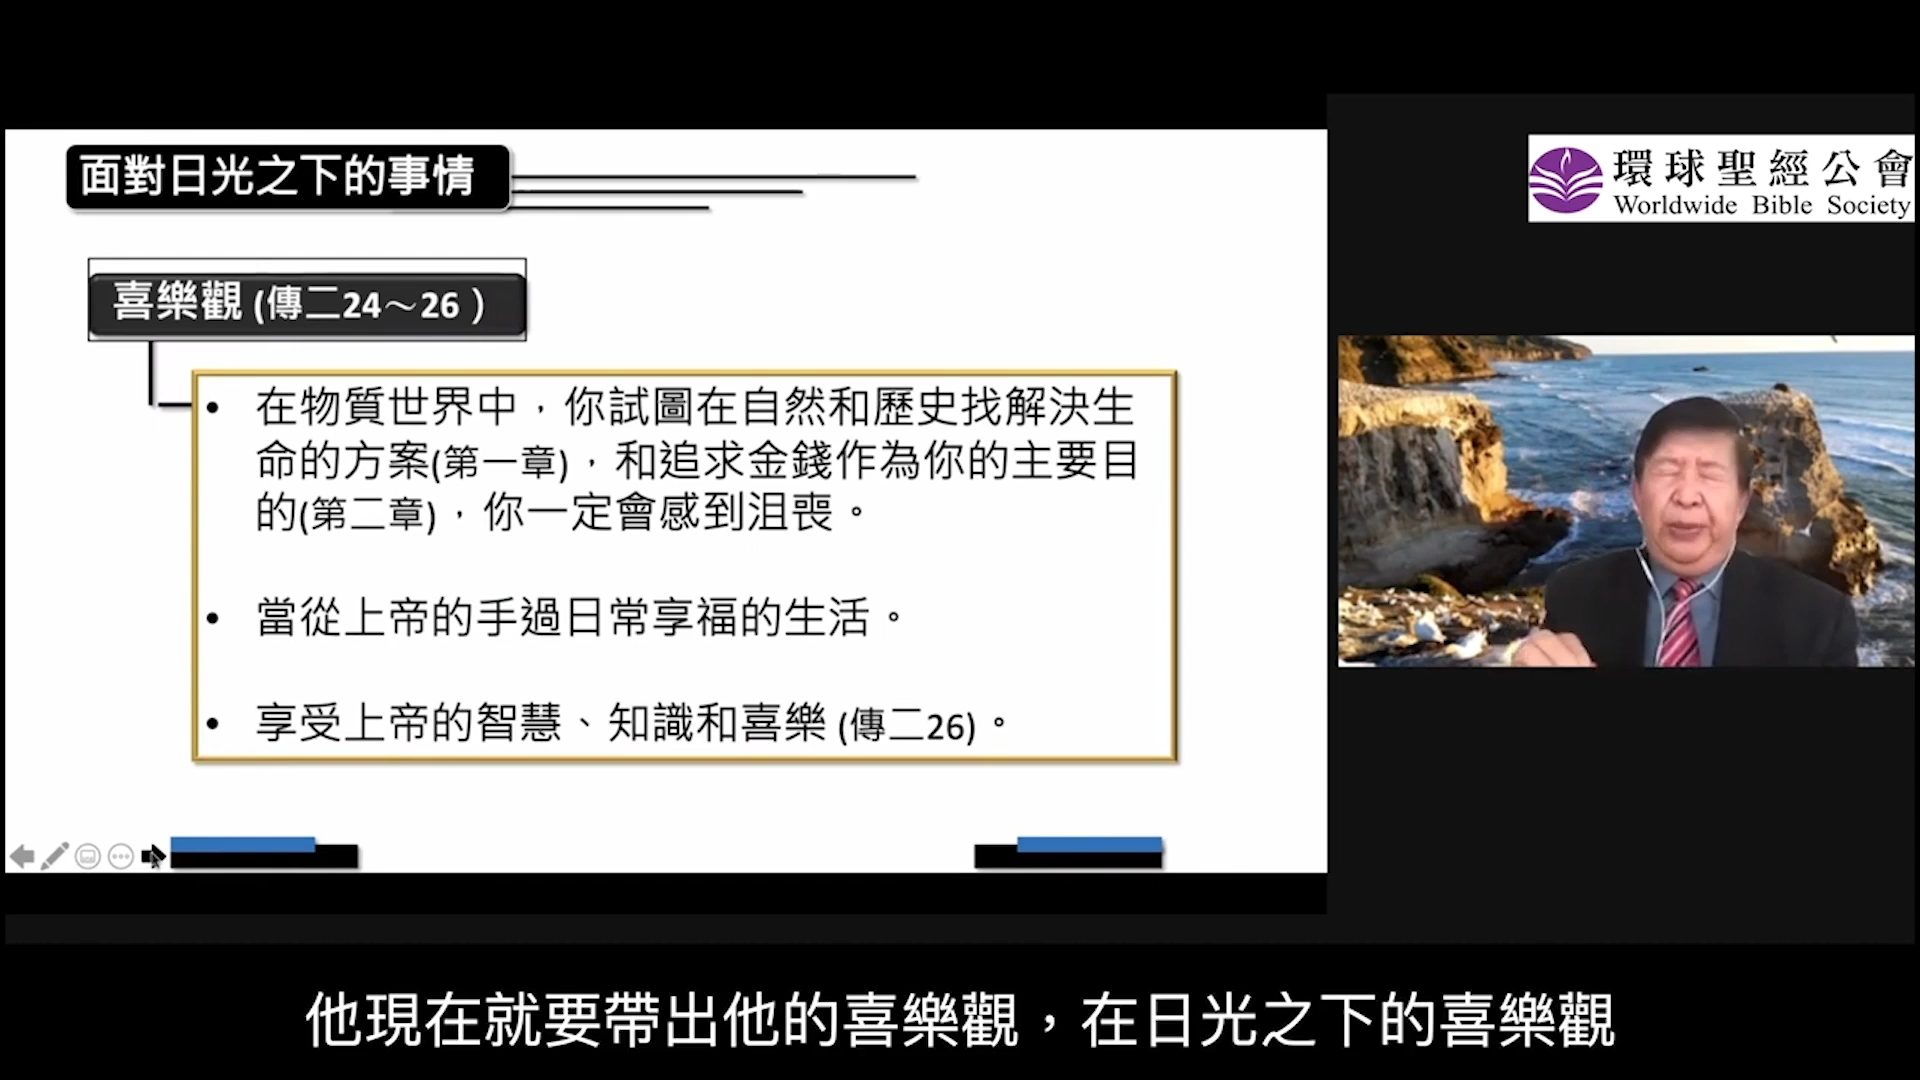 面對日光之下的事情
環球聖經公會
Worldwide Bible Society
喜樂觀 (傳二24～26 )
• 在物質世界中，你試圖在自然和歷史找解決生
命的方案(第一章)，和追求金錢作為你的主要目
的(第二章)，你一定會感到沮喪。
• 當從上帝的手過日常享福的生活。
• 享受上帝的智慧、知識和喜樂 (傳二26)。
他現在就要帶出他的喜樂觀，在日光之下的喜樂觀